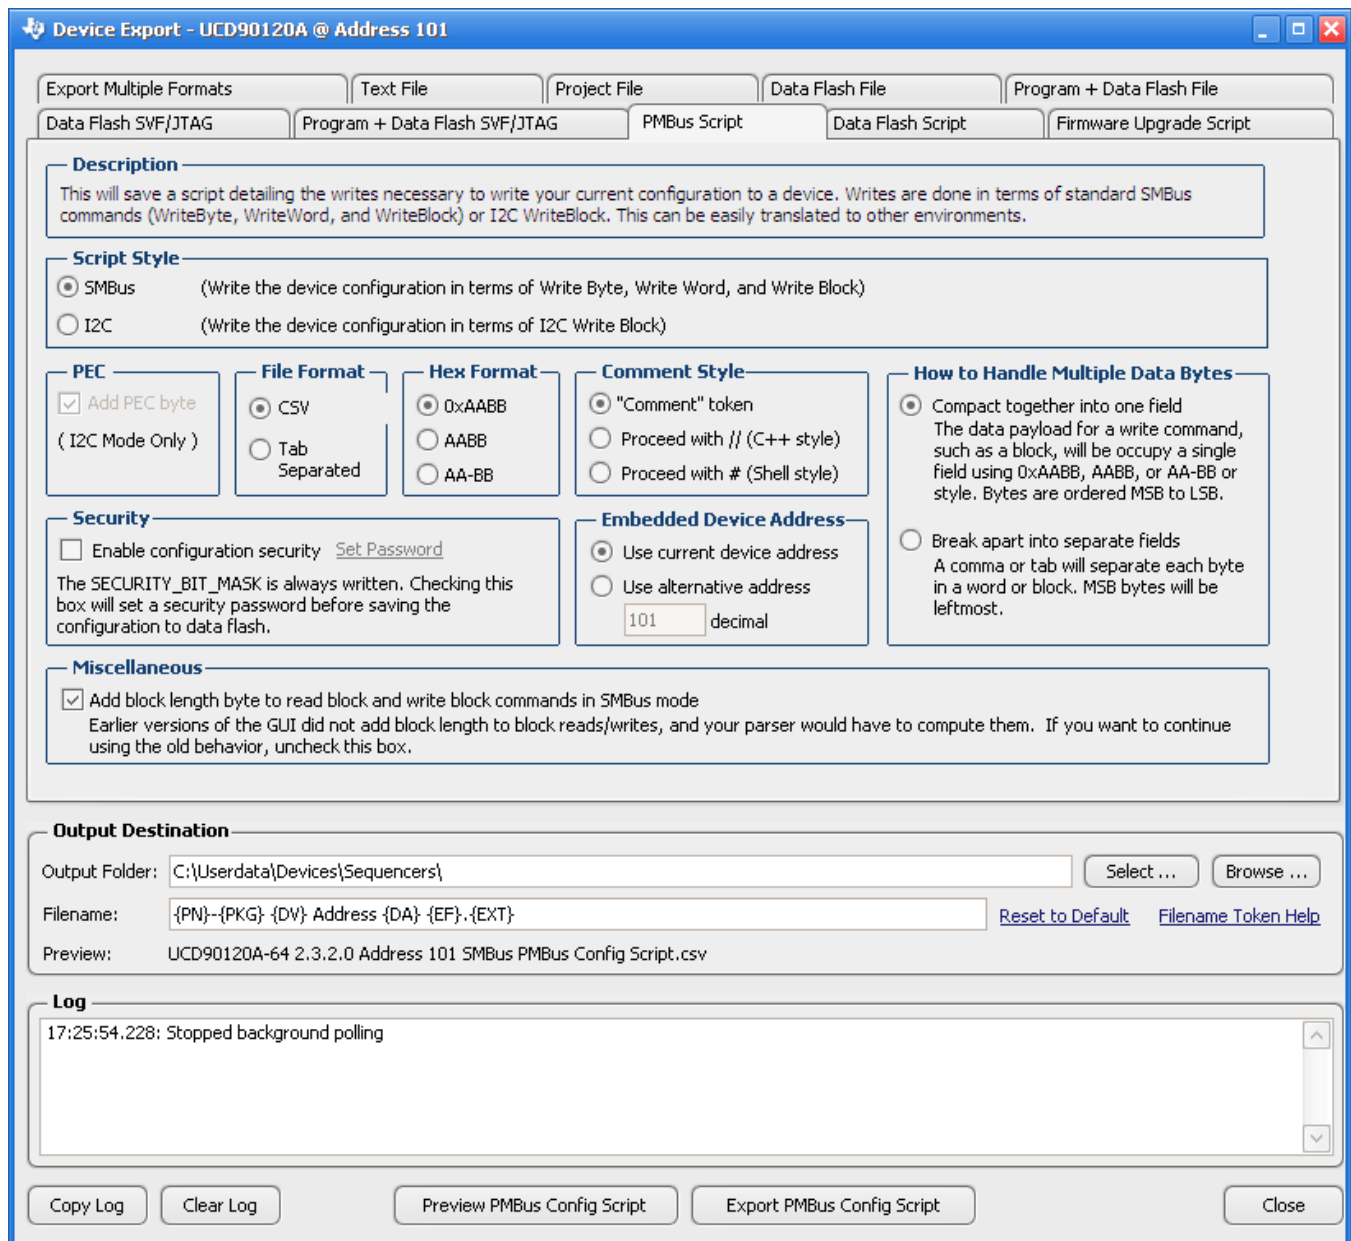 Device Export - UCD90120A @ Address 101
Export Multiple Formats
Text File
Project File
Data Flash File
Program + Data Flash File
Data Flash SVF/JTAG
Program + Data Flash SVF/JTAG
PMBus Script
Data Flash Script
Firmware Upgrade Script
Description
This will save a script detailing the writes necessary to write your current configuration to a device. Writes are done in terms of standard SMBus
commands (WriteByte, WriteWord, and WriteBlock) or I2C WriteBlock. This can be easily translated to other environments.
Script Style
SMBus (Write the device configuration in terms of Write Byte, Write Word, and Write Block)
I2C (Write the device configuration in terms of I2C Write Block)
PEC
Add PEC byte
( I2C Mode Only )
File Format
CSV
Tab
Separated
Hex Format
0xAABB
AABB
AA-BB
Comment Style
"Comment" token
Proceed with // (C++ style)
Proceed with # (Shell style)
How to Handle Multiple Data Bytes
Compact together into one field
The data payload for a write command,
such as a block, will be occupy a single
field using 0xAABB, AABB, or AA-BB or
style. Bytes are ordered MSB to LSB.
Break apart into separate fields
A comma or tab will separate each byte
in a word or block. MSB bytes will be
leftmost.
Security
Enable configuration security Set Password
The SECURITY_BIT_MASK is always written. Checking this
box will set a security password before saving the
configuration to data flash.
Embedded Device Address
Use current device address
Use alternative address
101 decimal
Miscellaneous
Add block length byte to read block and write block commands in SMBus mode
Earlier versions of the GUI did not add block length to block reads/writes, and your parser would have to compute them. If you want to continue
using the old behavior, uncheck this box.
Output Destination
Output Folder: C:\Userdata\Devices\Sequencers\ Select ... Browse ...
Filename: {PN}-{PKG} {DV} Address {DA} {EF}.{EXT} Reset to Default Filename Token Help
Preview: UCD90120A-64 2.3.2.0 Address 101 SMBus PMBus Config Script.csv
Log
17:25:54.228: Stopped background polling
Copy Log
Clear Log
Preview PMBus Config Script
Export PMBus Config Script
Close